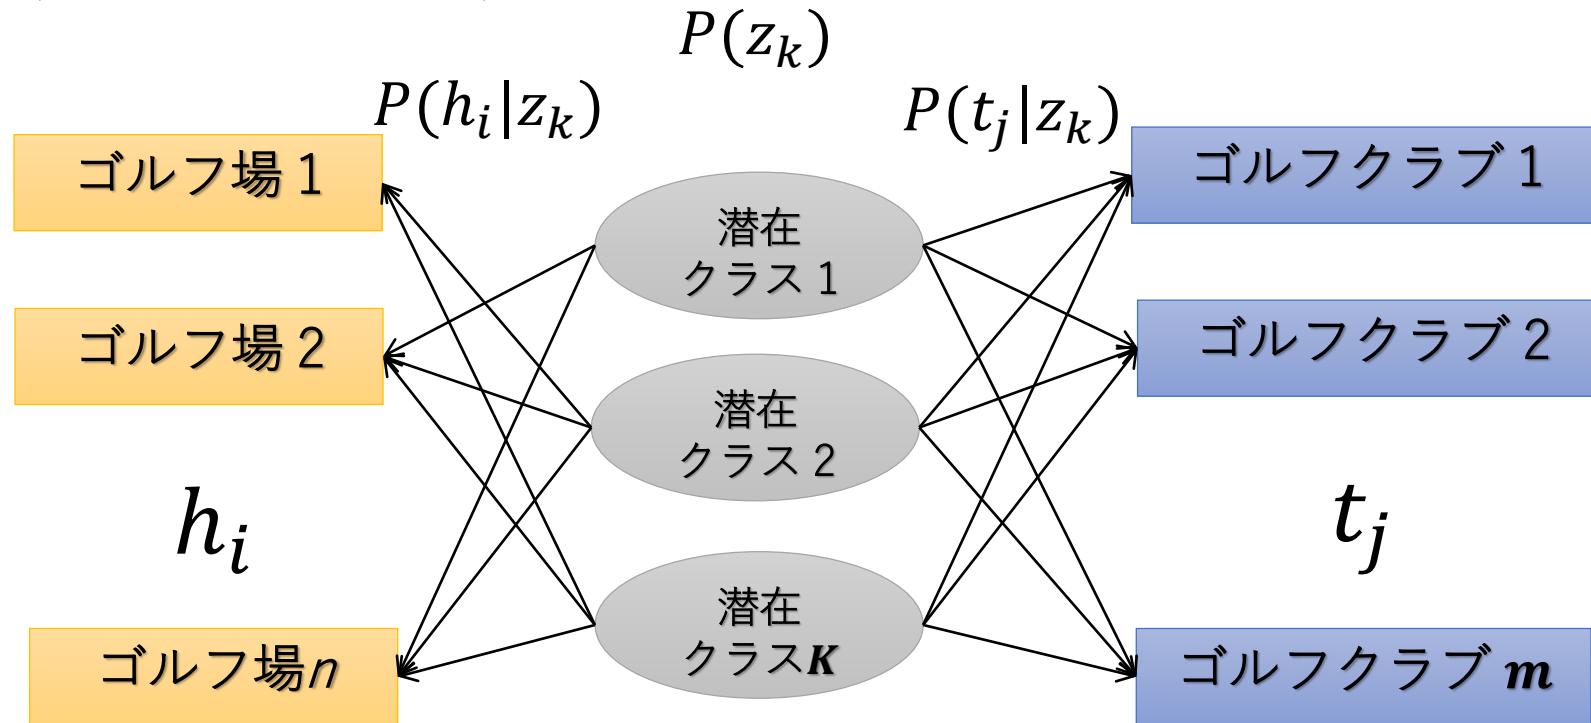 P(z_k)
P(h_i|z_k)
P(t_j|z_k)
ゴルフ場1
潜在
クラス1
ゴルフクラブ1
ゴルフ場2
潜在
クラス2
ゴルフクラブ2
h_i
t_j
ゴルフ場n
潜在
クラスK
ゴルフクラブm